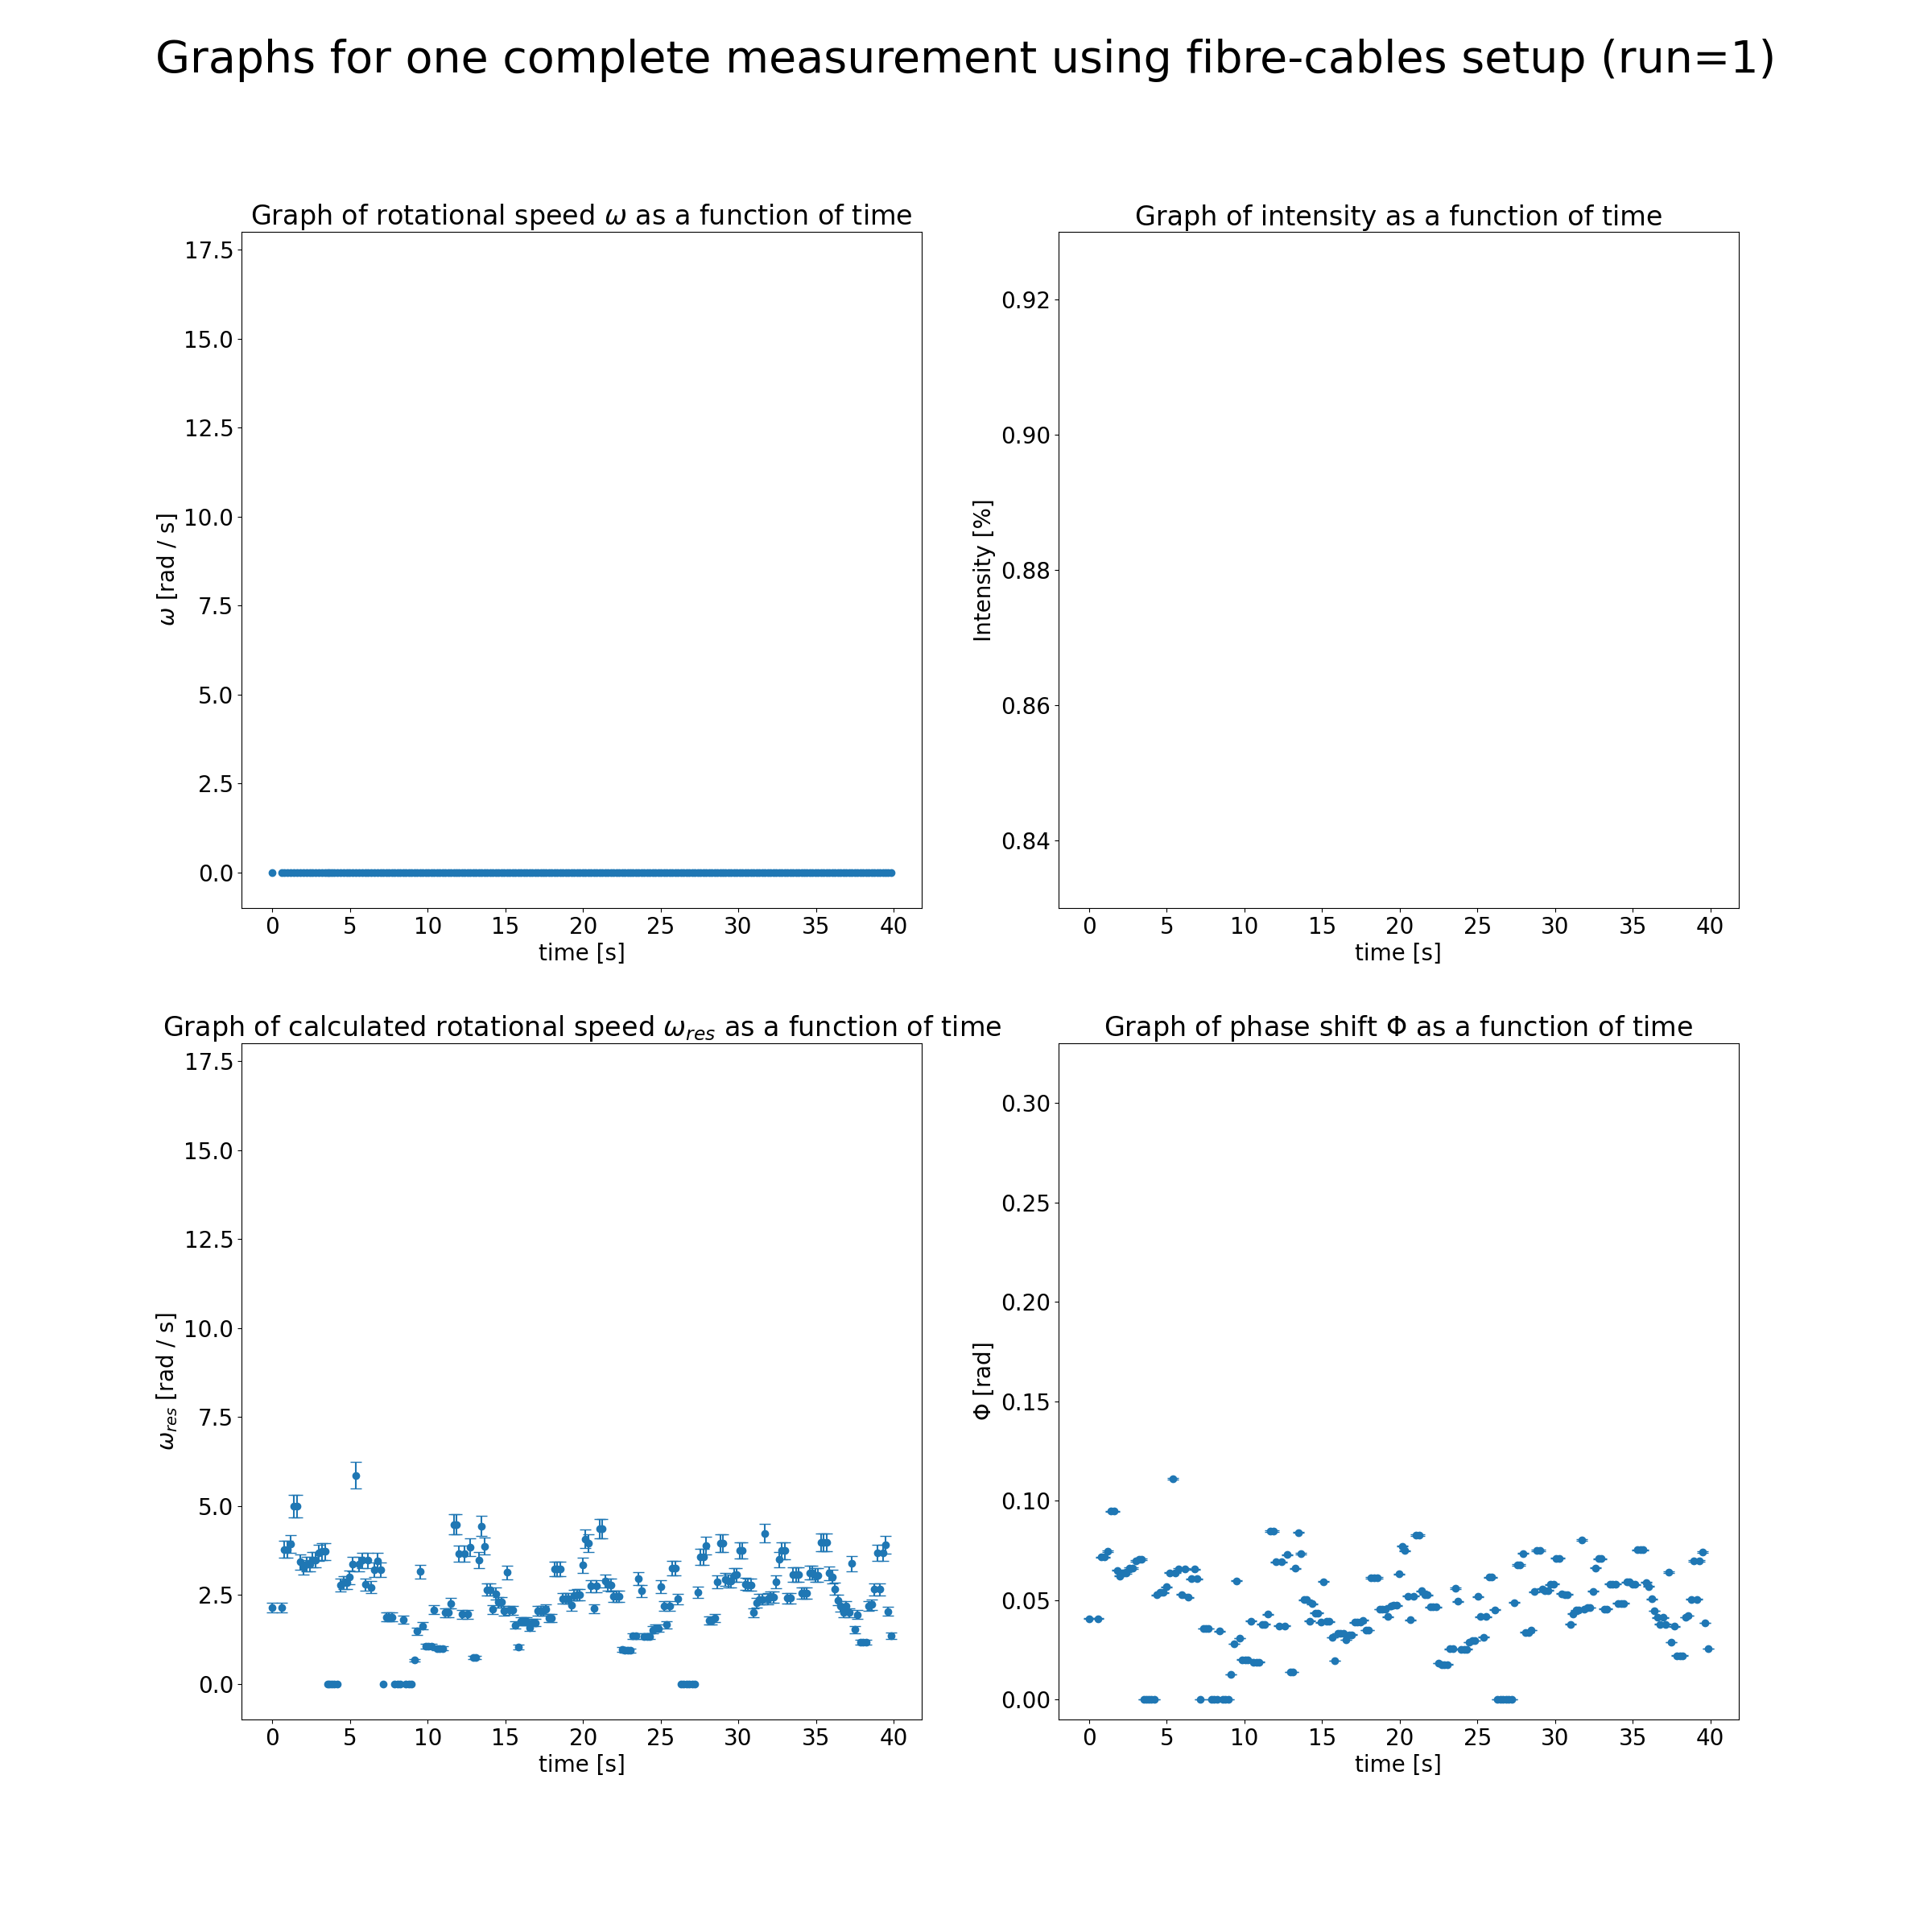 Graphs for one complete measurement using fibre-cables setup (run=1)
Graph of rotational speed ω as a function of time
17.5
15.0
12.5
10.0
7.5
5.0
2.5
0.0
ω [rad / s]
0 5 10 15 20 25 30 35 40
time [s]
Graph of intensity as a function of time
0.92
0.90
0.88
0.86
0.84
Intensity [%]
0 5 10 15 20 25 30 35 40
time [s]
Graph of calculated rotational speed ω_res as a function of time
17.5
15.0
12.5
10.0
7.5
5.0
2.5
0.0
ω_res [rad / s]
0 5 10 15 20 25 30 35 40
time [s]
Graph of phase shift Φ as a function of time
0.30
0.25
0.20
0.15
0.10
0.05
0.00
Φ [rad]
0 5 10 15 20 25 30 35 40
time [s]